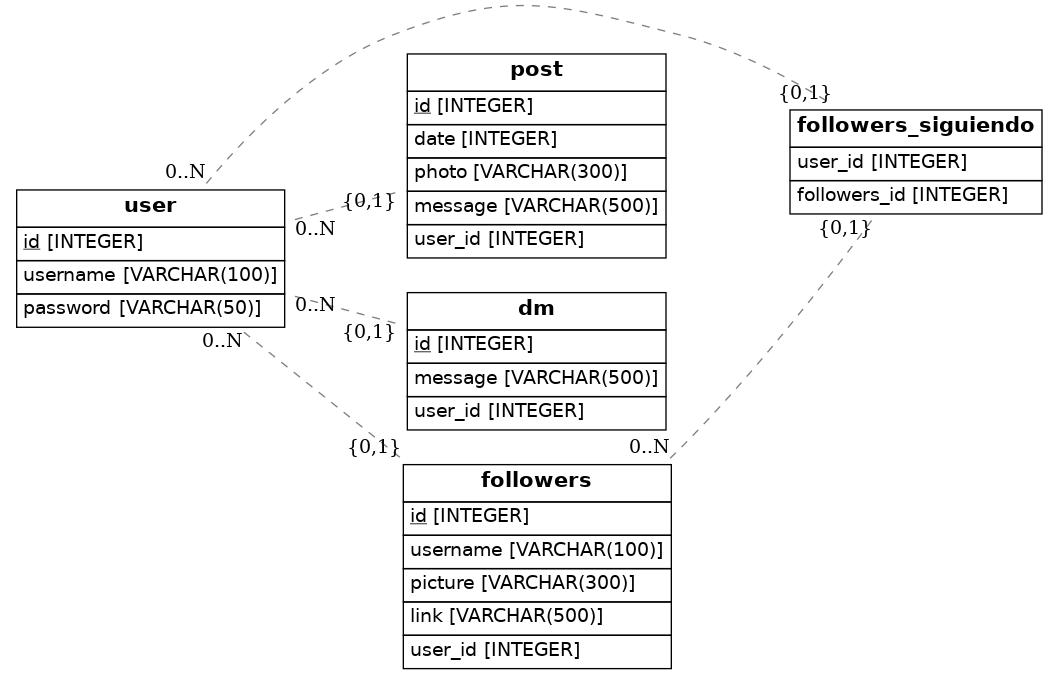 {0,1}
followers_siguiendo
user_id [INTEGER]
followers_id [INTEGER]
{0,1}
post
id [INTEGER]
date [INTEGER]
photo [VARCHAR(300)]
message [VARCHAR(500)]
user_id [INTEGER]
0..N
user
id [INTEGER]
username [VARCHAR(100)]
password [VARCHAR(50)]
0..N
{0,1}
0..N
0..N
{0,1}
dm
id [INTEGER]
message [VARCHAR(500)]
user_id [INTEGER]
{0,1}
0..N
followers
id [INTEGER]
username [VARCHAR(100)]
picture [VARCHAR(300)]
link [VARCHAR(500)]
user_id [INTEGER]